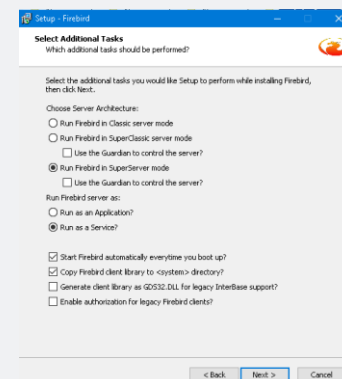 Setup - Firebird
Select Additional Tasks
Which additional tasks should be performed?
Select the additional tasks you would like Setup to perform while installing Firebird,
then click Next.
Choose Server Architecture:
Run Firebird in Classic server mode
Run Firebird in SuperClassic server mode
Use the Guardian to control the server?
Run Firebird in SuperServer mode
Use the Guardian to control the server?
Run Firebird server as:
Run as an Application?
Run as a Service?
Start Firebird automatically everytime you boot up?
Copy Firebird client library to <system> directory?
Generate client library as GDS32.DLL for legacy InterBase support?
Enable authorization for legacy Firebird clients?
< Back Next > Cancel